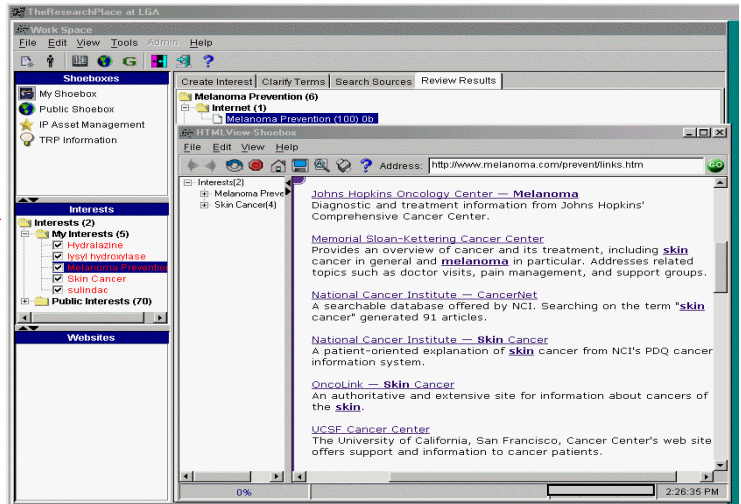 TheResearchPlace at LGA
Work Space
File Edit View Tools Admin Help
G ?
Shoeboxes
My Shoebox
Public Shoebox
IP Asset Management
TRP Information
Create Interest Clarify Terms Search Sources Review Results
Melanoma Prevention (6)
Internet (1)
Melanoma Prevention (100) 0b
Interests
Interests (2)
My Interests (5)
Hydralazine
lysyl hydroxylase
Melanoma Prevention
Skin Cancer
sulindac
Public Interests (70)
Websites
HTMLView-Shoebox
File Edit View Help
? Address: http://www.melanoma.com/prevent/links.htm GO
Interests(2)
Melanoma Preve
Skin Cancer(4)
Johns Hopkins Oncology Center — Melanoma
Diagnostic and treatment information from Johns Hopkins'
Comprehensive Cancer Center.
Memorial Sloan-Kettering Cancer Center
Provides an overview of cancer and its treatment, including skin
cancer in general and melanoma in particular. Addresses related
topics such as doctor visits, pain management, and support groups.
National Cancer Institute — CancerNet
A searchable database offered by NCI. Searching on the term "skin
cancer" generated 91 articles.
National Cancer Institute — Skin Cancer
A patient-oriented explanation of skin cancer from NCI's PDQ cancer
information system.
OncoLink — Skin Cancer
An authoritative and extensive site for information about cancers of
the skin.
UCSF Cancer Center
The University of California, San Francisco, Cancer Center's web site
offers support and information to cancer patients.
0%
2:26:35 PM